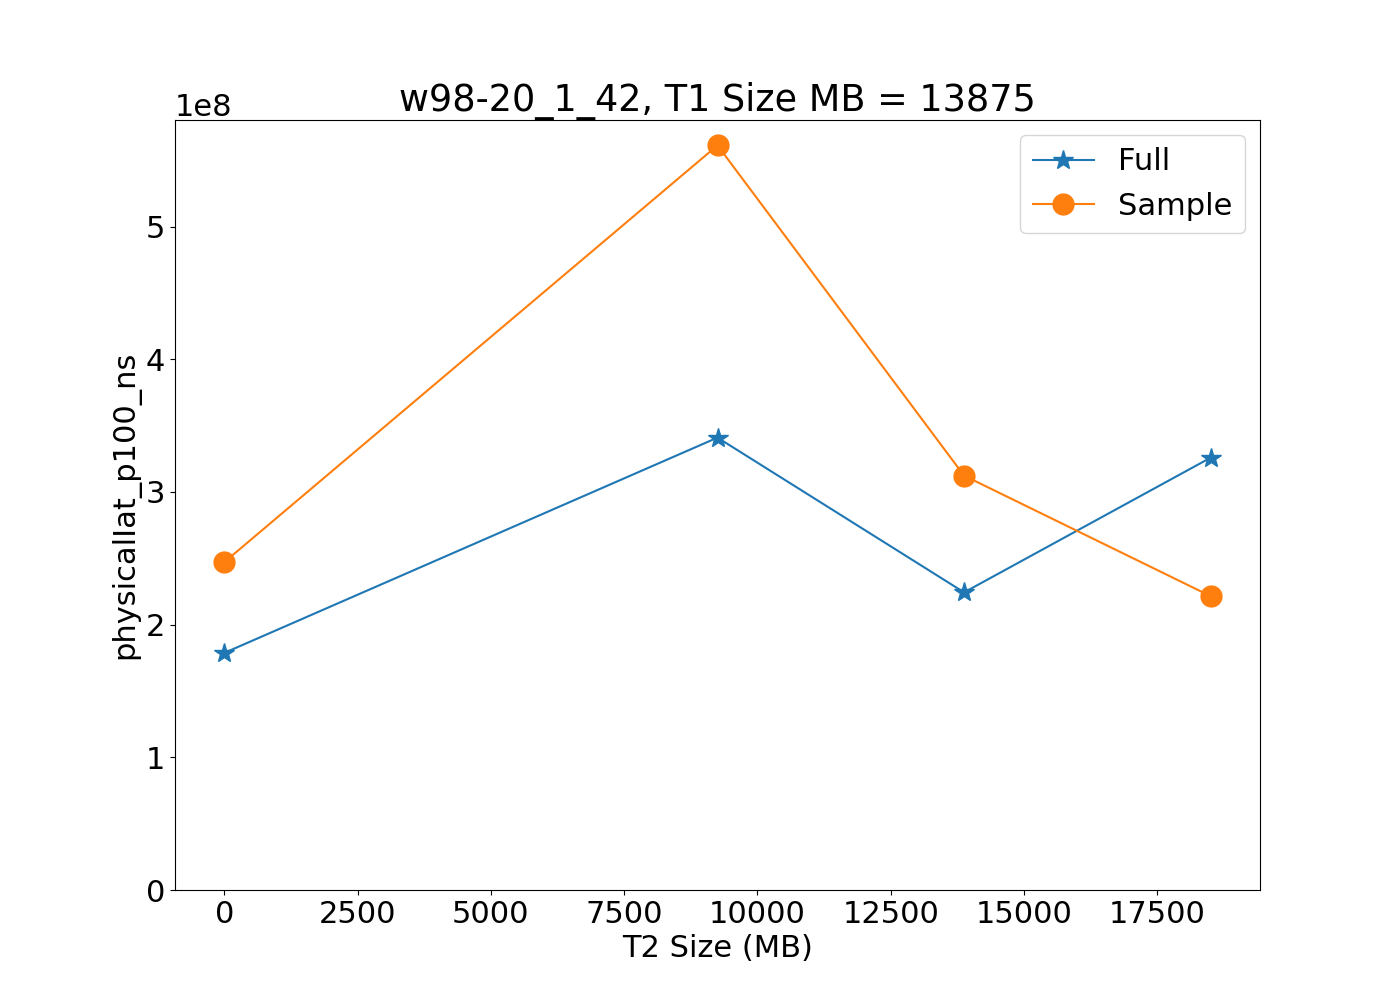 w98-20_1_42, T1 Size MB = 13875
1e8
Full
Sample
5
4
3
2
1
0
physicallat_p100_ns
0 2500 5000 7500 10000 12500 15000 17500
T2 Size (MB)